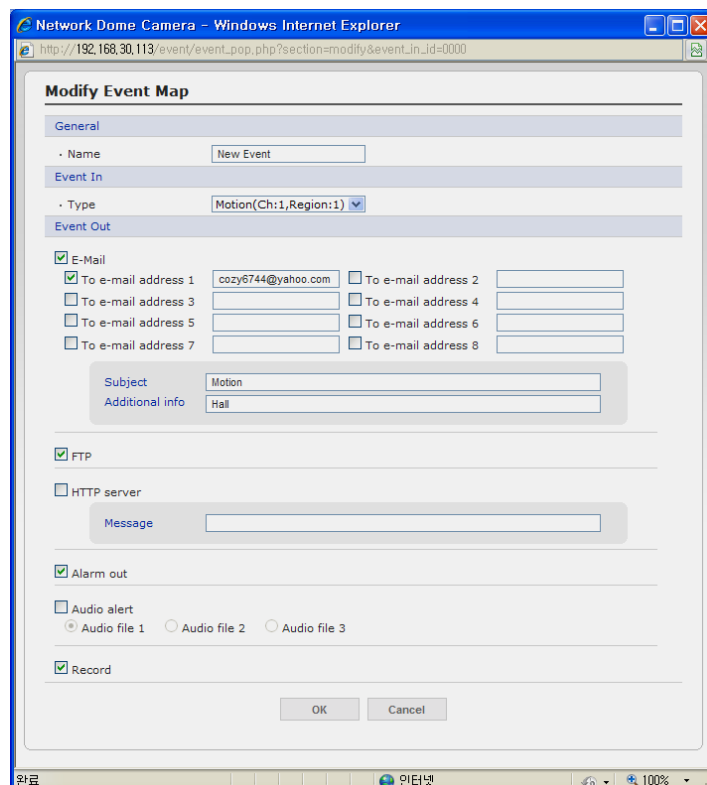 Network Dome Camera - Windows Internet Explorer
http://192.168.30.113/event/event_pop.php?section=modify&event_in_id=0000
Modify Event Map
General
· Name New Event
Event In
· Type Motion(Ch:1,Region:1)
Event Out
E-Mail
To e-mail address 1 cozy6744@yahoo.com To e-mail address 2
To e-mail address 3 To e-mail address 4
To e-mail address 5 To e-mail address 6
To e-mail address 7 To e-mail address 8
Subject Motion
Additional info Hall
FTP
HTTP server
Message
Alarm out
Audio alert
Audio file 1 Audio file 2 Audio file 3
Record
OK Cancel
완료 인터넷 100%